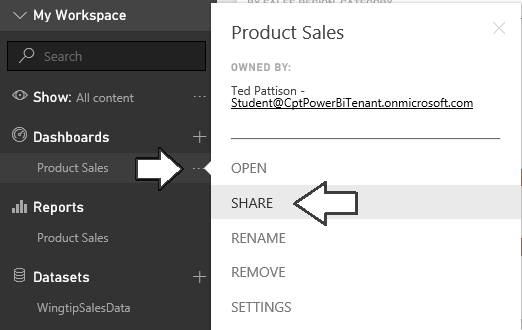 My Workspace
Search
Show: All content
Dashboards
Product Sales
Reports
Product Sales
Datasets
WingtipSalesData
Product Sales
OWNED BY:
Ted Pattison -
Student@CptPowerBiTenant.onmicrosoft.com
OPEN
SHARE
RENAME
REMOVE
SETTINGS